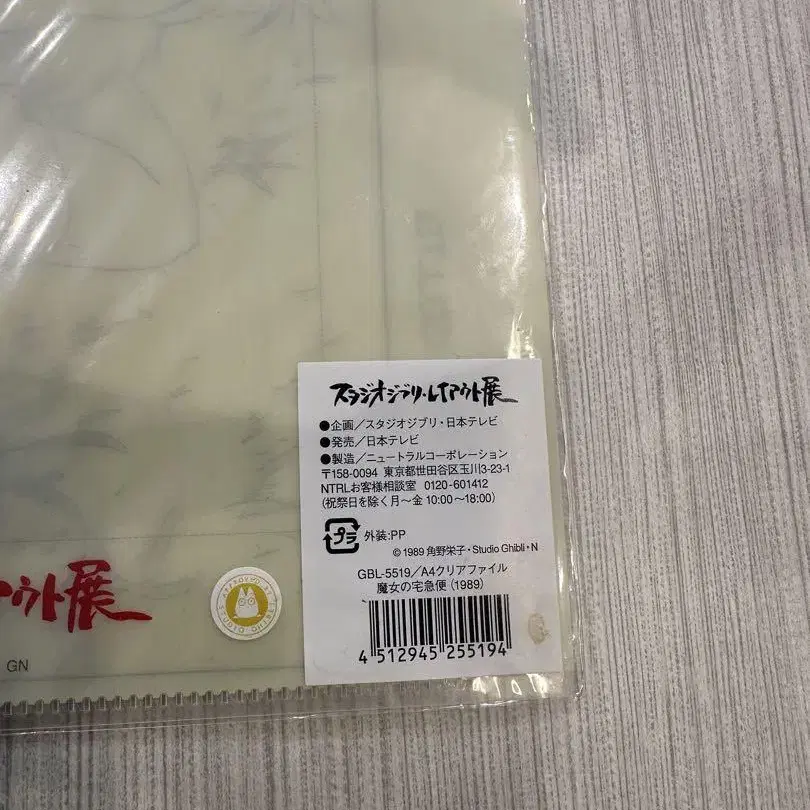 スタジオジブリ・レイアウト展
●企画/スタジオジブリ・日本テレビ
●発売/日本テレビ
●製造/ニュートラルコーポレーション
〒158-0094 東京都世田谷区玉川3-23-1
NTRLお客様相談室 0120-601412
(祝祭日を除く月～金 10:00～18:00)
プラ
外装:PP
© 1989 角野栄子・Studio Ghibli・N
GBL-5519/A4クリアファイル
魔女の宅急便 (1989)
4 512945 255194
アウト展
APPROVED BY STUDIO GHIBLI
GN